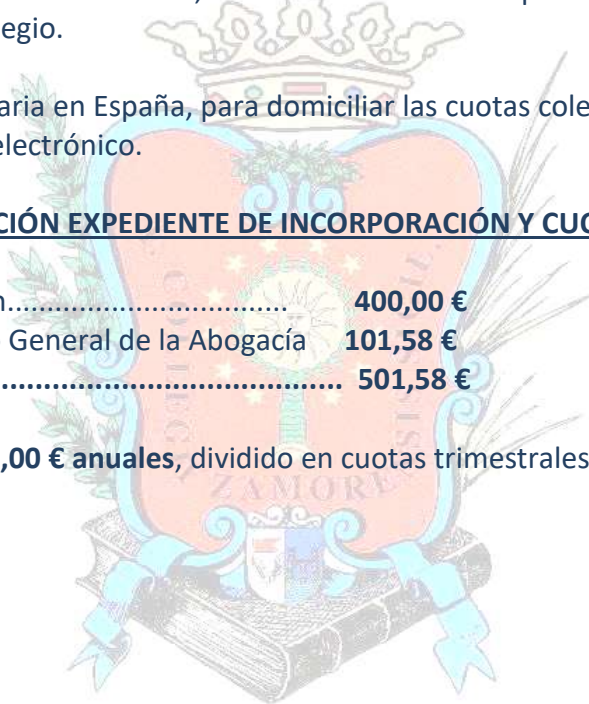 egio.
aria en España, para domiciliar las cuotas cole
electrónico.
CIÓN EXPEDIENTE DE INCORPORACIÓN Y CUO
n.................................... 400,00 €
General de la Abogacía 101,58 €
............................................ 501,58 €
,00 € anuales, dividido en cuotas trimestrales
ZAMORE